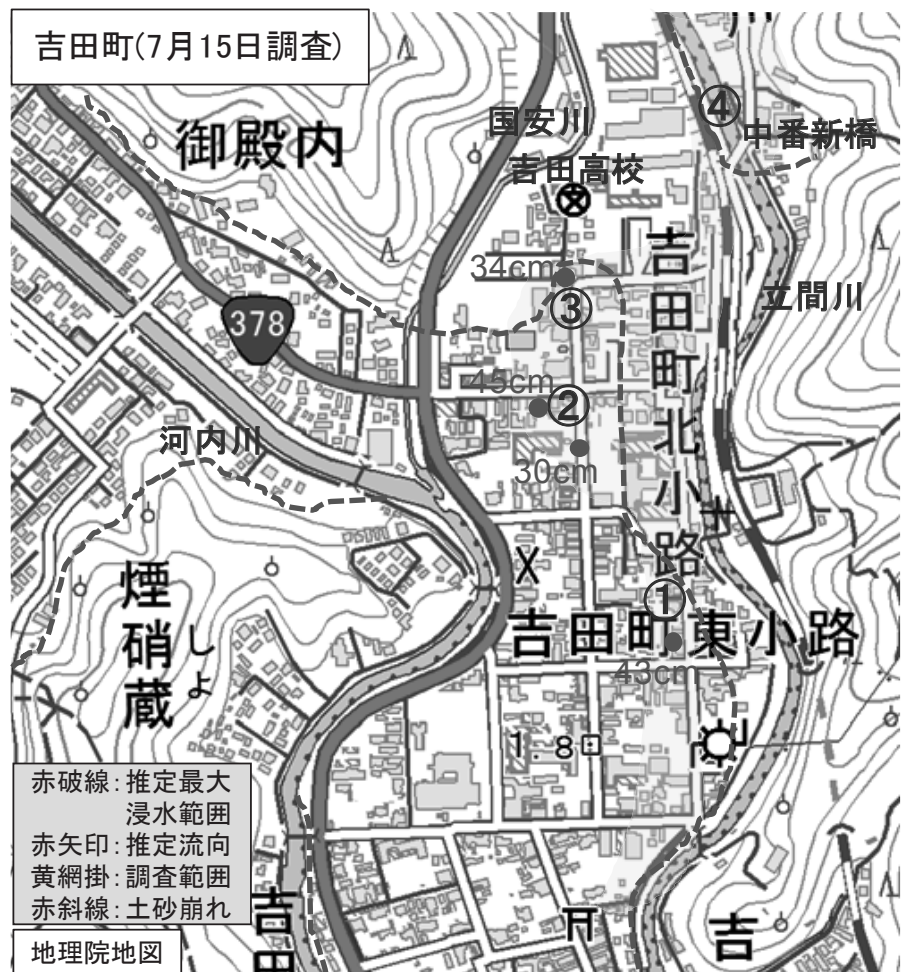 吉田町(7月15日調査)
御殿内
国安川
吉田高校
④
中番新橋
34cm
③
立間川
378
45cm
②
30cm
吉田町北小路
河内川
①
吉田町東小路
43cm
煙硝蔵
しょ
1.8
吉田
吉
赤破線:推定最大
浸水範囲
赤矢印:推定流向
黄網掛:調査範囲
赤斜線:土砂崩れ
地理院地図